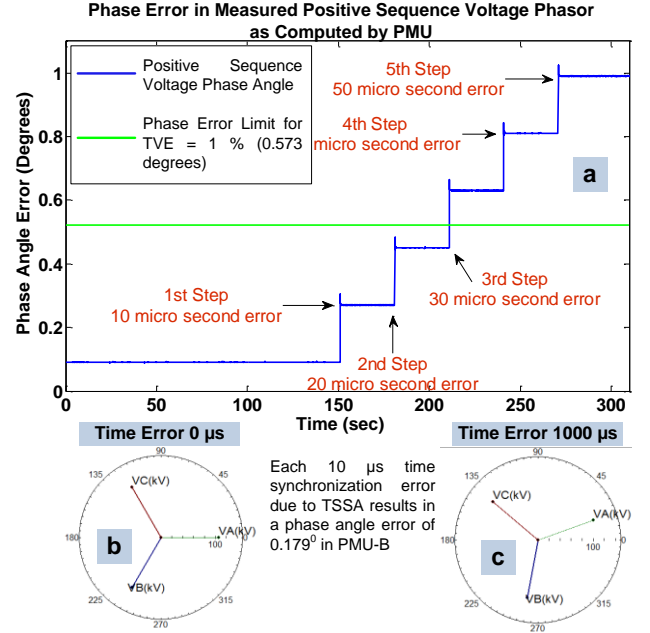 Phase Error in Measured Positive Sequence Voltage Phasor
as Computed by PMU
Phase Angle Error (Degrees)
1
0.8
0.6
0.4
0.2
0
Positive Sequence
Voltage Phase Angle
Phase Error Limit for
TVE = 1 % (0.573
degrees)
5th Step
50 micro second error
4th Step
micro second error
a
3rd Step
30 micro second error
1st Step
10 micro second error
2nd Step
20 micro second error
0 50 100 150 200 250 300
Time (sec)
Time Error 0 µs
90
135 45
VC(kV)
180 VA(kV) 0
100
b
VB(kV)
225 315
270
Each 10 µs time
synchronization error
due to TSSA results in
a phase angle error of
0.179⁰ in PMU-B
Time Error 1000 µs
90
135 45
VC(kV)
VA(kV)
180 100 0
c
VB(kV)
225 315
270